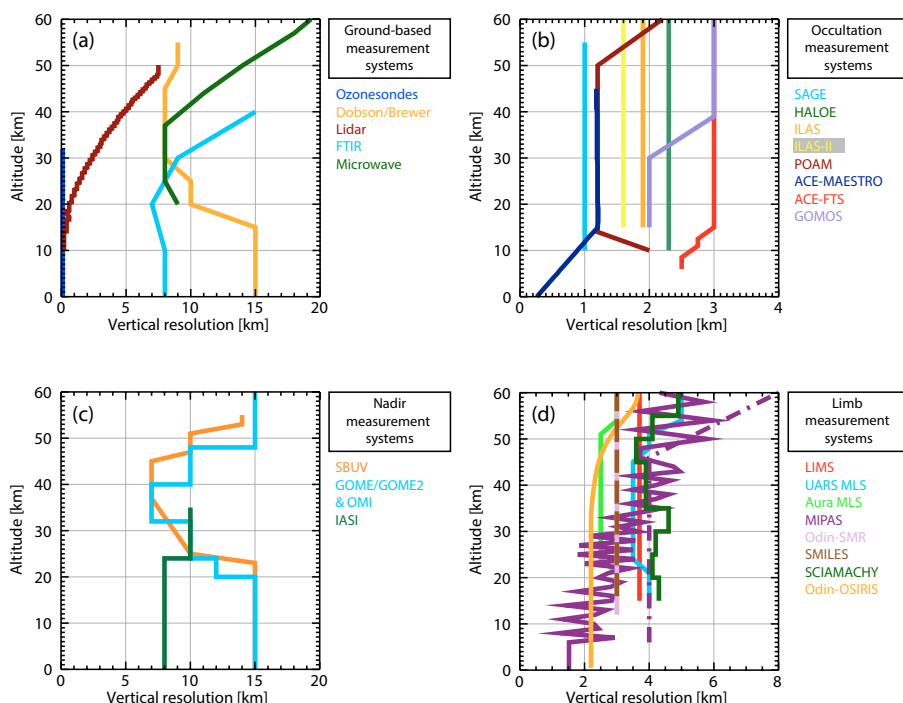 (a)
60
50
40
30
20
10
0
Altitude [km]
0 5 10 15 20
Vertical resolution [km]
Ground-based
measurement
systems
Ozonesondes
Dobson/Brewer
Lidar
FTIR
Microwave
(b)
60
50
40
30
20
10
0
Altitude [km]
0 1 2 3 4
Vertical resolution [km]
Occultation
measurement
systems
SAGE
HALOE
ILAS
ILAS-II
POAM
ACE-MAESTRO
ACE-FTS
GOMOS
(c)
60
50
40
30
20
10
0
Altitude [km]
0 5 10 15 20
Vertical resolution [km]
Nadir
measurement
systems
SBUV
GOME/GOME2
& OMI
IASI
(d)
60
50
40
30
20
10
0
Altitude [km]
0 2 4 6 8
Vertical resolution [km]
Limb
measurement
systems
LIMS
UARS MLS
Aura MLS
MIPAS
Odin-SMR
SMILES
SCIAMACHY
Odin-OSIRIS